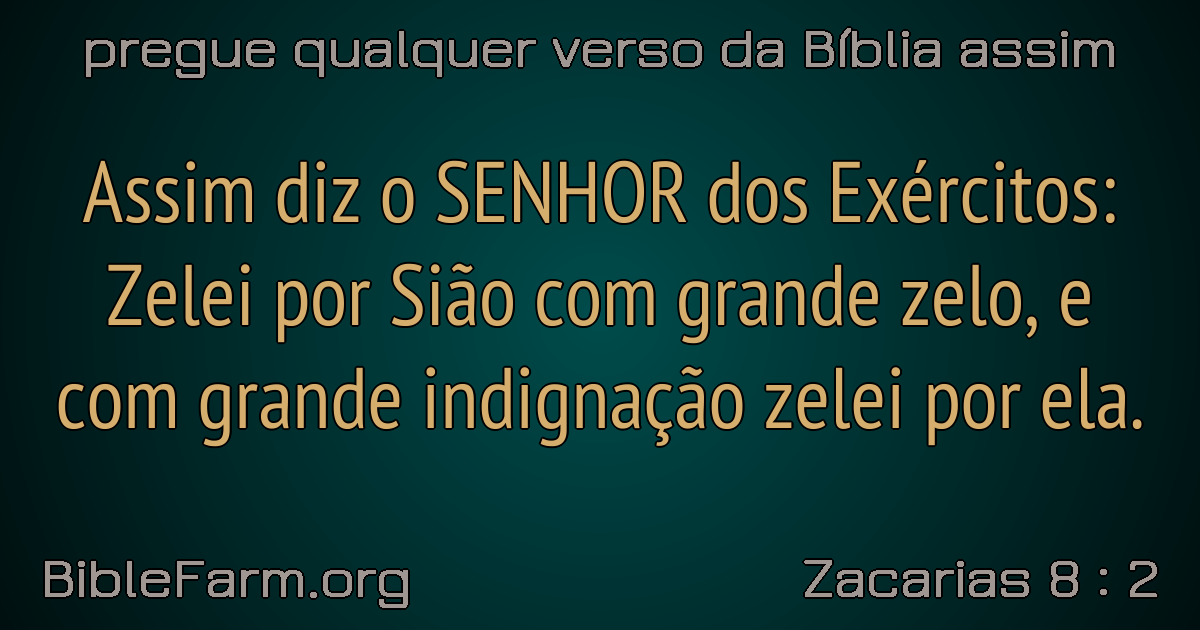 pregue qualquer verso da Bíblia assim
Assim diz o SENHOR dos Exércitos:
Zelei por Sião com grande zelo, e
com grande indignação zelei por ela.
BibleFarm.org
Zacarias 8 : 2